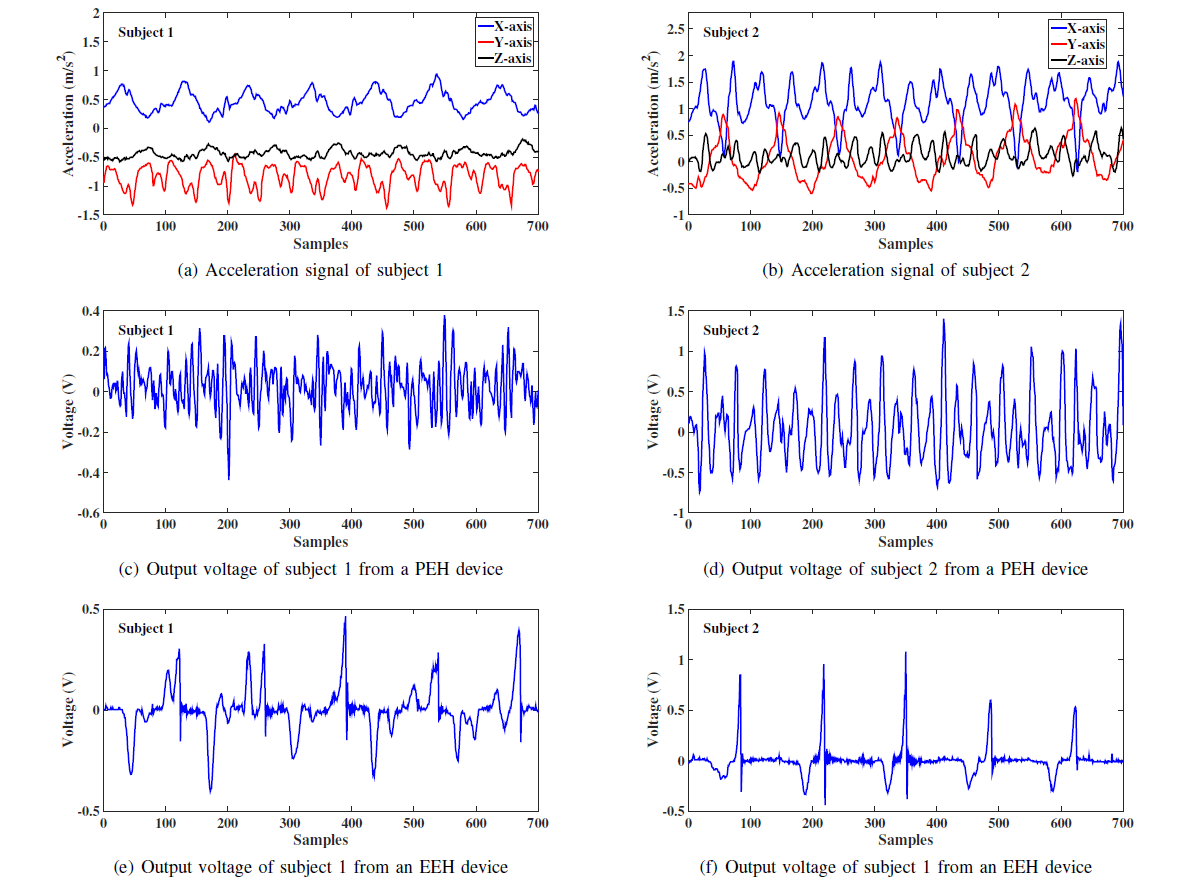 2
1.5
1
0.5
0
-0.5
-1
-1.5
Acceleration (m/s²)
Subject 1
X-axis
Y-axis
Z-axis
0 100 200 300 400 500 600 700
Samples
(a) Acceleration signal of subject 1
2.5
2
1.5
1
0.5
0
-0.5
-1
Acceleration (m/s²)
Subject 2
X-axis
Y-axis
Z-axis
0 100 200 300 400 500 600 700
Samples
(b) Acceleration signal of subject 2
0.4
0.2
0
-0.2
-0.4
-0.6
Voltage (V)
Subject 1
0 100 200 300 400 500 600 700
Samples
(c) Output voltage of subject 1 from a PEH device
1.5
1
0.5
0
-0.5
-1
Voltage (V)
Subject 2
0 100 200 300 400 500 600 700
Samples
(d) Output voltage of subject 2 from a PEH device
0.5
0
-0.5
Voltage (V)
Subject 1
0 100 200 300 400 500 600 700
Samples
(e) Output voltage of subject 1 from an EEH device
1.5
1
0.5
0
-0.5
Voltage (V)
Subject 2
0 100 200 300 400 500 600 700
Samples
(f) Output voltage of subject 1 from an EEH device